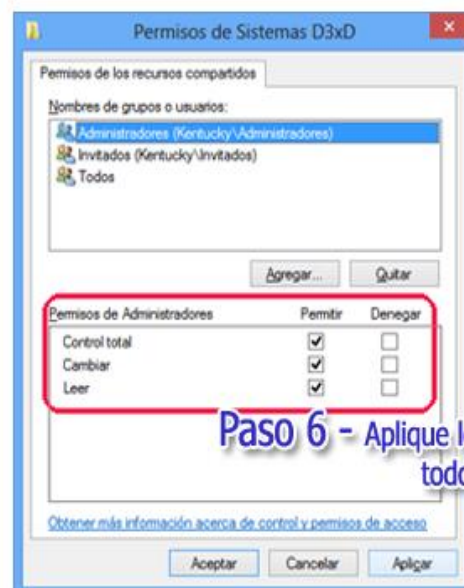 Permisos de Sistemas D3xD
Permisos de los recursos compartidos
Nombres de grupos o usuarios:
Administradores (Kentucky\Administradores)
Invitados (Kentucky\Invitados)
Todos
Agregar... Quitar
Permisos de Administradores Permitir Denegar
Control total
Cambiar
Leer
Paso 6 - Aplique
Obtener más información acerca de control y permisos de acceso
Aceptar Cancelar Aplicar